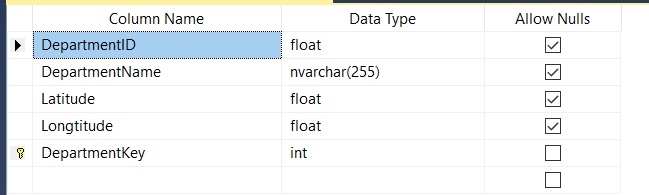 Column Name Data Type Allow Nulls
DepartmentID float
DepartmentName nvarchar(255)
Latitude float
Longtitude float
DepartmentKey int